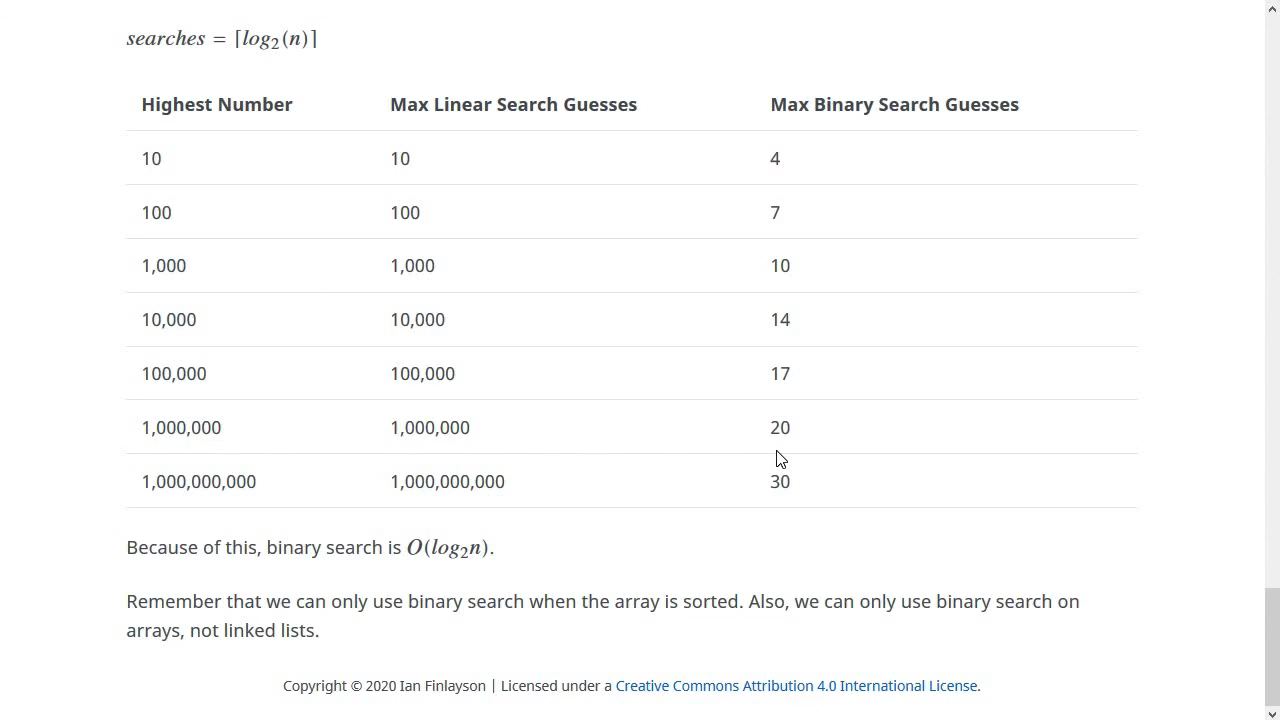 searches = ⌈log₂(n)⌉
Highest Number Max Linear Search Guesses Max Binary Search Guesses
10 10 4
100 100 7
1,000 1,000 10
10,000 10,000 14
100,000 100,000 17
1,000,000 1,000,000 20
1,000,000,000 1,000,000,000 30
Because of this, binary search is O(log₂n).
Remember that we can only use binary search when the array is sorted. Also, we can only use binary search on
arrays, not linked lists.
Copyright © 2020 Ian Finlayson | Licensed under a Creative Commons Attribution 4.0 International License.